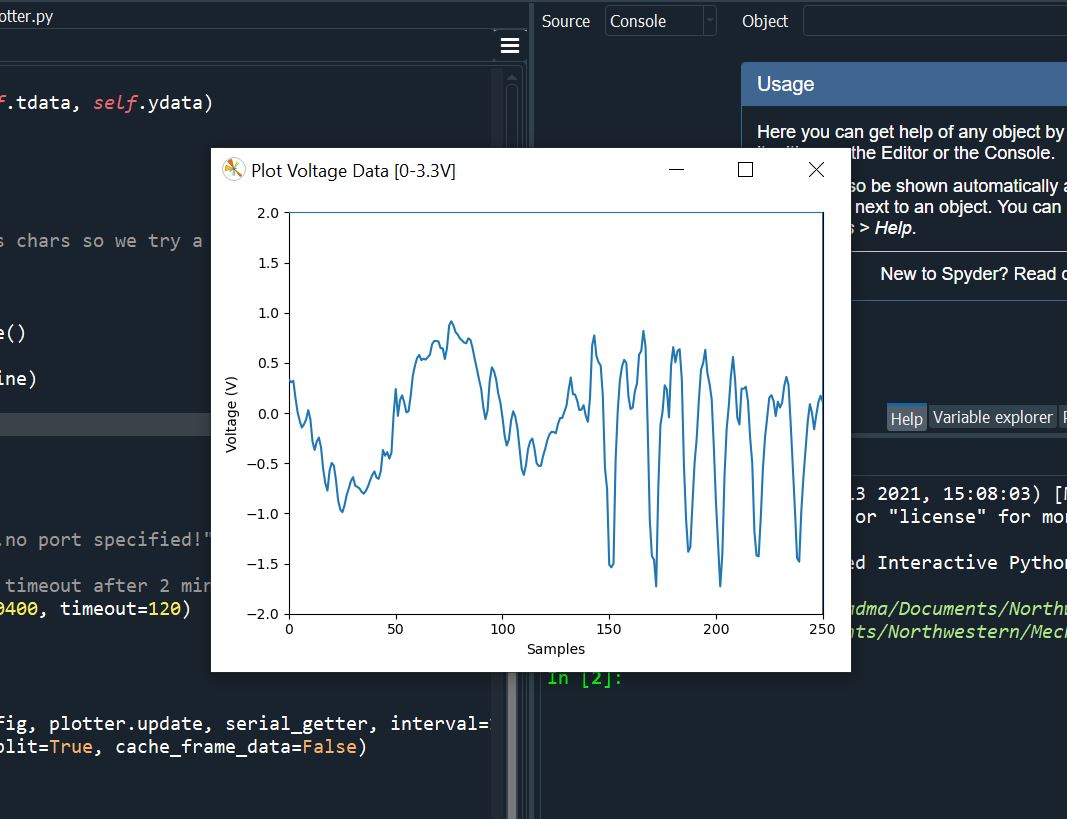 otter.py
f.tdata, self.ydata)
s chars so we try a
e()
ine)
.no port specified!"
timeout after 2 min
0400, timeout=120)
fig, plotter.update, serial_getter, interval=
blit=True, cache_frame_data=False)
Source Console Object
Usage
Here you can get help of any object by
the Editor or the Console.
so be shown automatically a
next to an object. You can
s > Help.
New to Spyder? Read
Plot Voltage Data [0-3.3V]
2.0
1.5
1.0
0.5
0.0
−0.5
−1.0
−1.5
−2.0
Voltage (V)
0 50 100 150 200 250
Samples
Help Variable explorer P
13 2021, 15:08:03) [M
or "license" for mor
ed Interactive Python
adma/Documents/Northw
nts/Northwestern/Mech
In [2]: